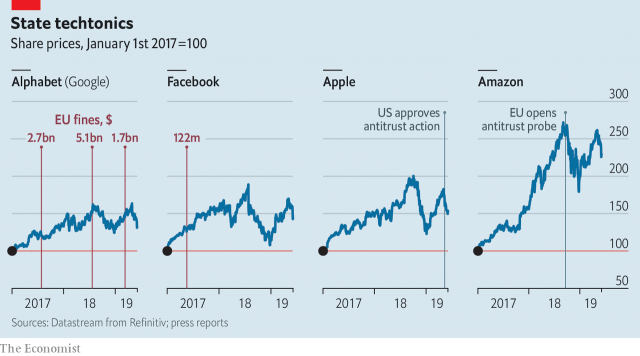 State techtonics
Share prices, January 1st 2017=100
Alphabet (Google)
EU fines, $
2.7bn 5.1bn 1.7bn
2017 18 19
Facebook
122m
2017 18 19
Apple
US approves
antitrust action
2017 18 19
Amazon
EU opens
antitrust probe
300
250
200
150
100
50
2017 18 19
Sources: Datastream from Refinitiv; press reports
The Economist